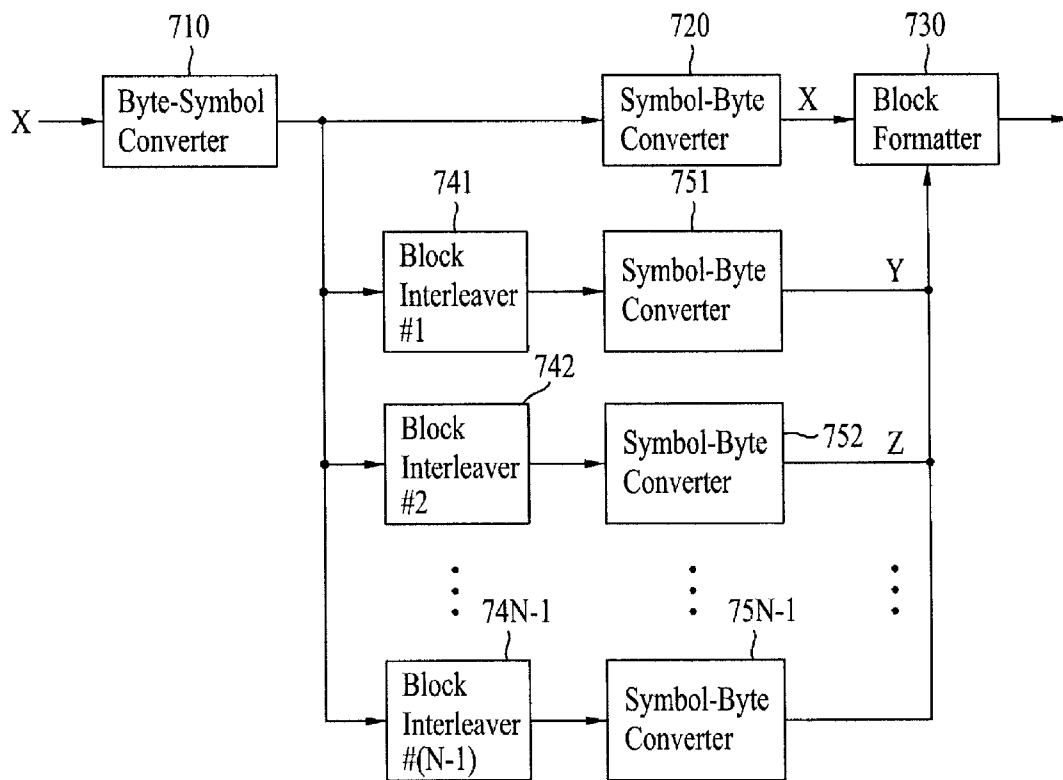 710
720
730
X
Byte-Symbol
Converter
Symbol-Byte
Converter
X
Block
Formatter
741
751
Block
Interleaver
#1
Symbol-Byte
Converter
Y
742
Block
Interleaver
#2
Symbol-Byte
Converter
752
Z
74N-1
75N-1
Block
Interleaver
#(N-1)
Symbol-Byte
Converter